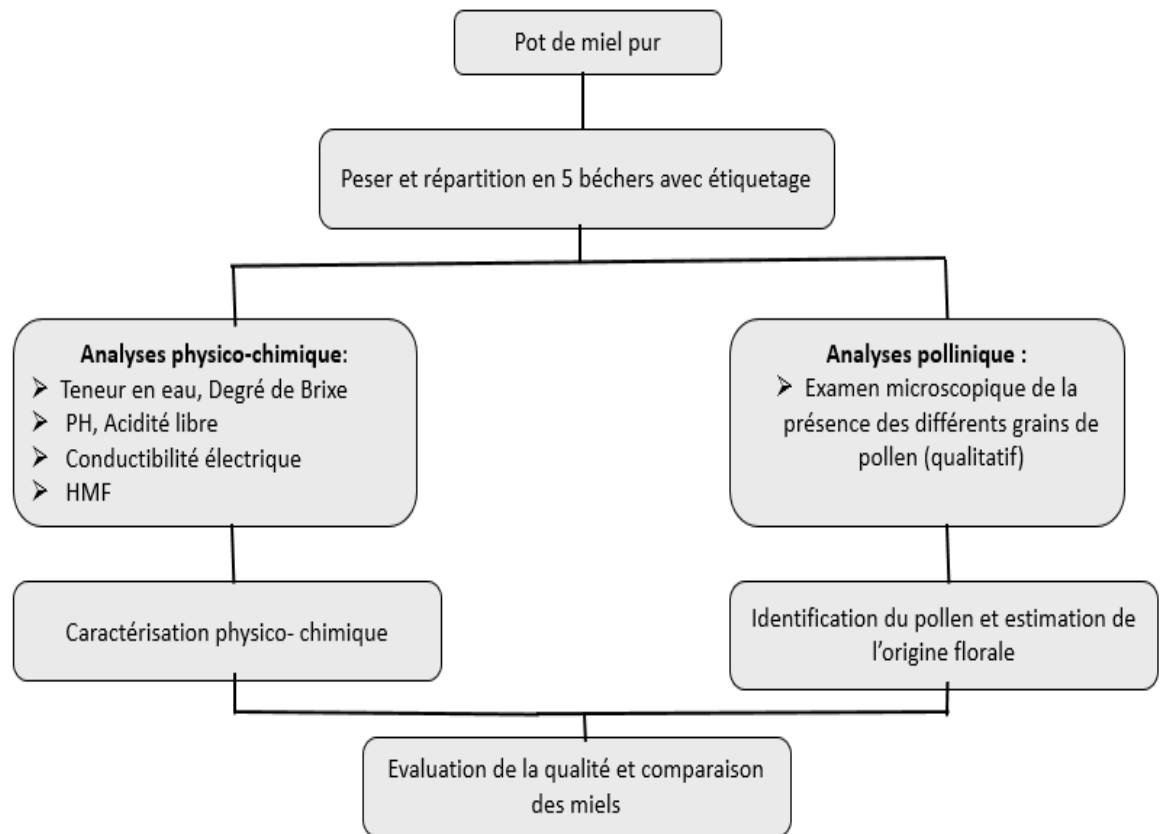 Pot de miel pur
Peser et répartition en 5 béchers avec étiquetage
Analyses physico-chimique:
➤ Teneur en eau, Degré de Brixe
➤ PH, Acidité libre
➤ Conductibilité électrique
➤ HMF
Analyses pollinique :
➤ Examen microscopique de la
présence des différents grains de
pollen (qualitatif)
Caractérisation physico- chimique
Identification du pollen et estimation de
l'origine florale
Evaluation de la qualité et comparaison
des miels